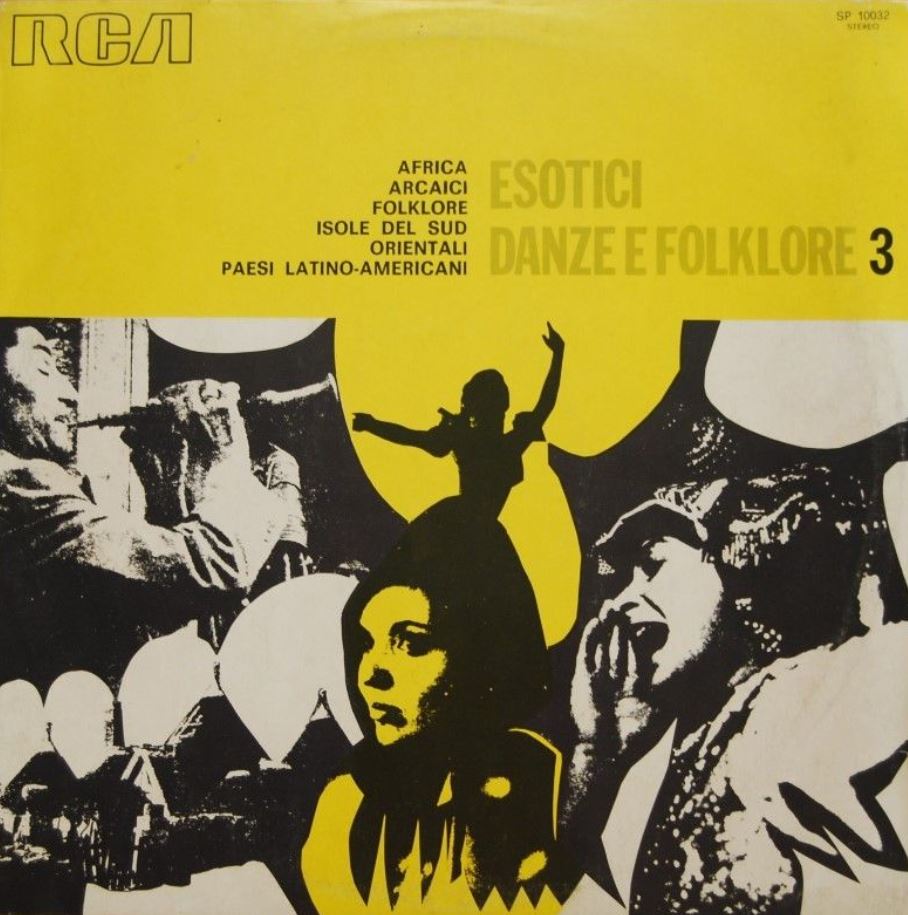 RCA
SP 10032
STEREO
AFRICA
ARCAICI
FOLKLORE
ISOLE DEL SUD
ORIENTALI
PAESI LATINO-AMERICANI
ESOTICI
DANZE E FOLKLORE 3